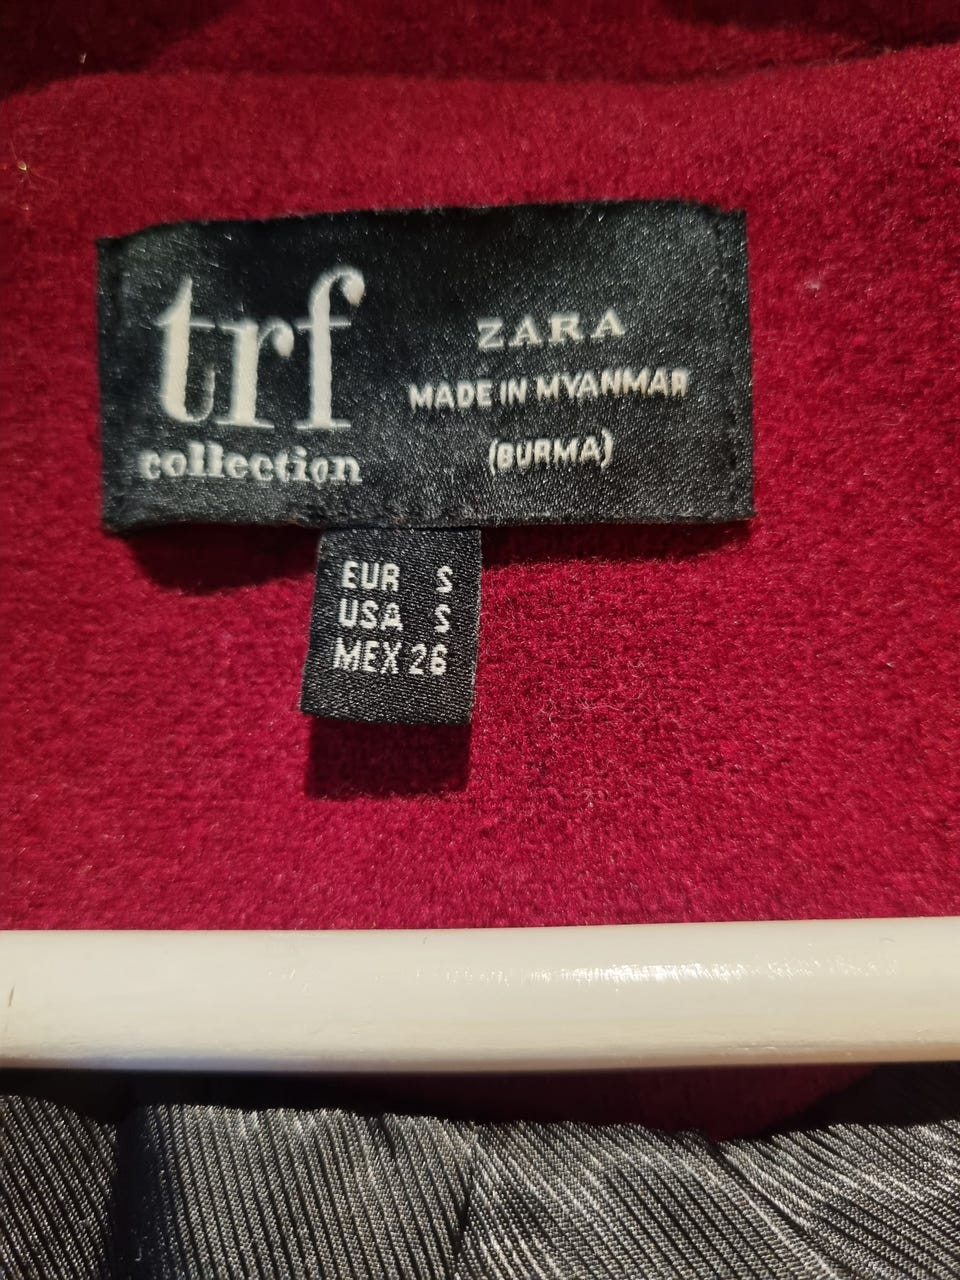 trf
collection
ZARA
MADE IN MYANMAR
(BURMA)
EUR S
USA S
MEX 26